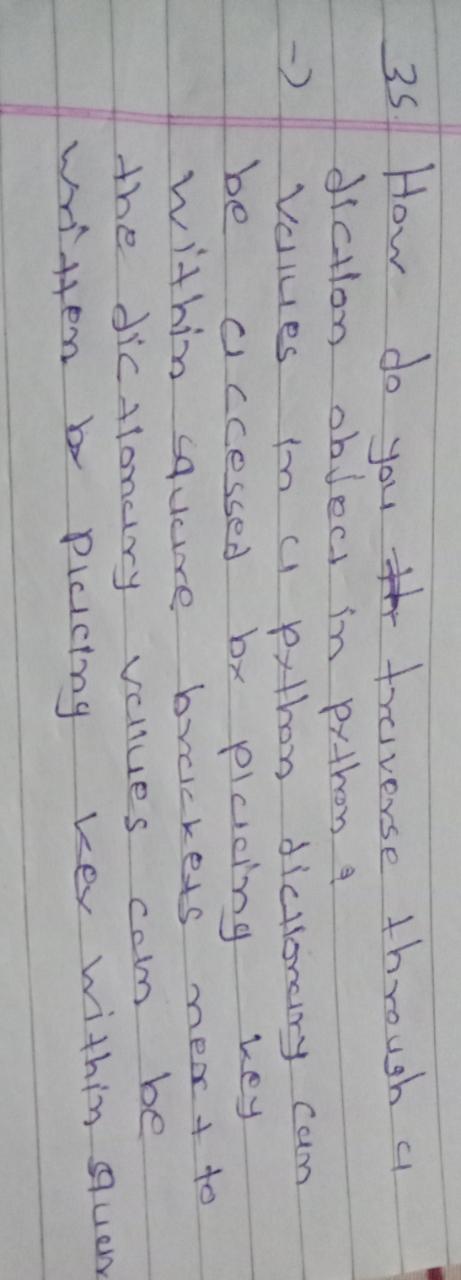 35. How do you traverse through a
diction object in python ?
→ values in a python dictionary can
be accessed by placing key
within square brackets next to
the dictionary values can be
written by placing key within squar